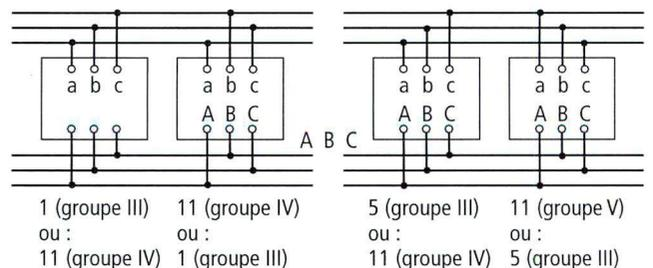 a b c
a b c
a b c
a b c
A B C
A B C
A B C
A B C
1 (groupe III)
ou :
11 (groupe IV)
11 (groupe IV)
ou :
1 (groupe III)
5 (groupe III)
ou :
11 (groupe IV)
11 (groupe V)
ou :
5 (groupe III)